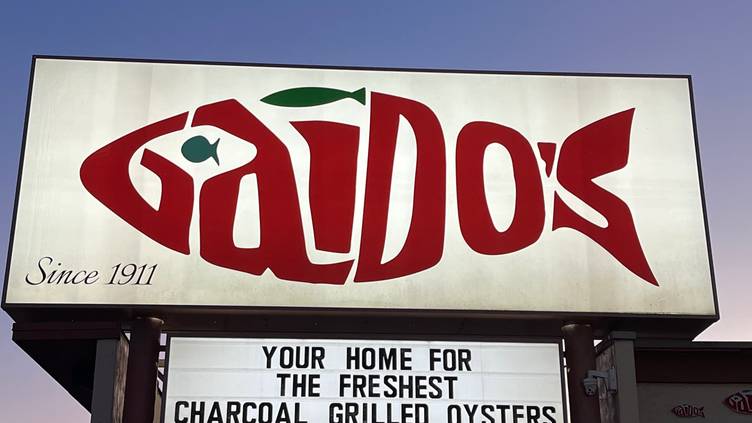 GaiDO'S
Since 1911
YOUR HOME FOR
THE FRESHEST
CHARCOAL GRILLED OYSTERS